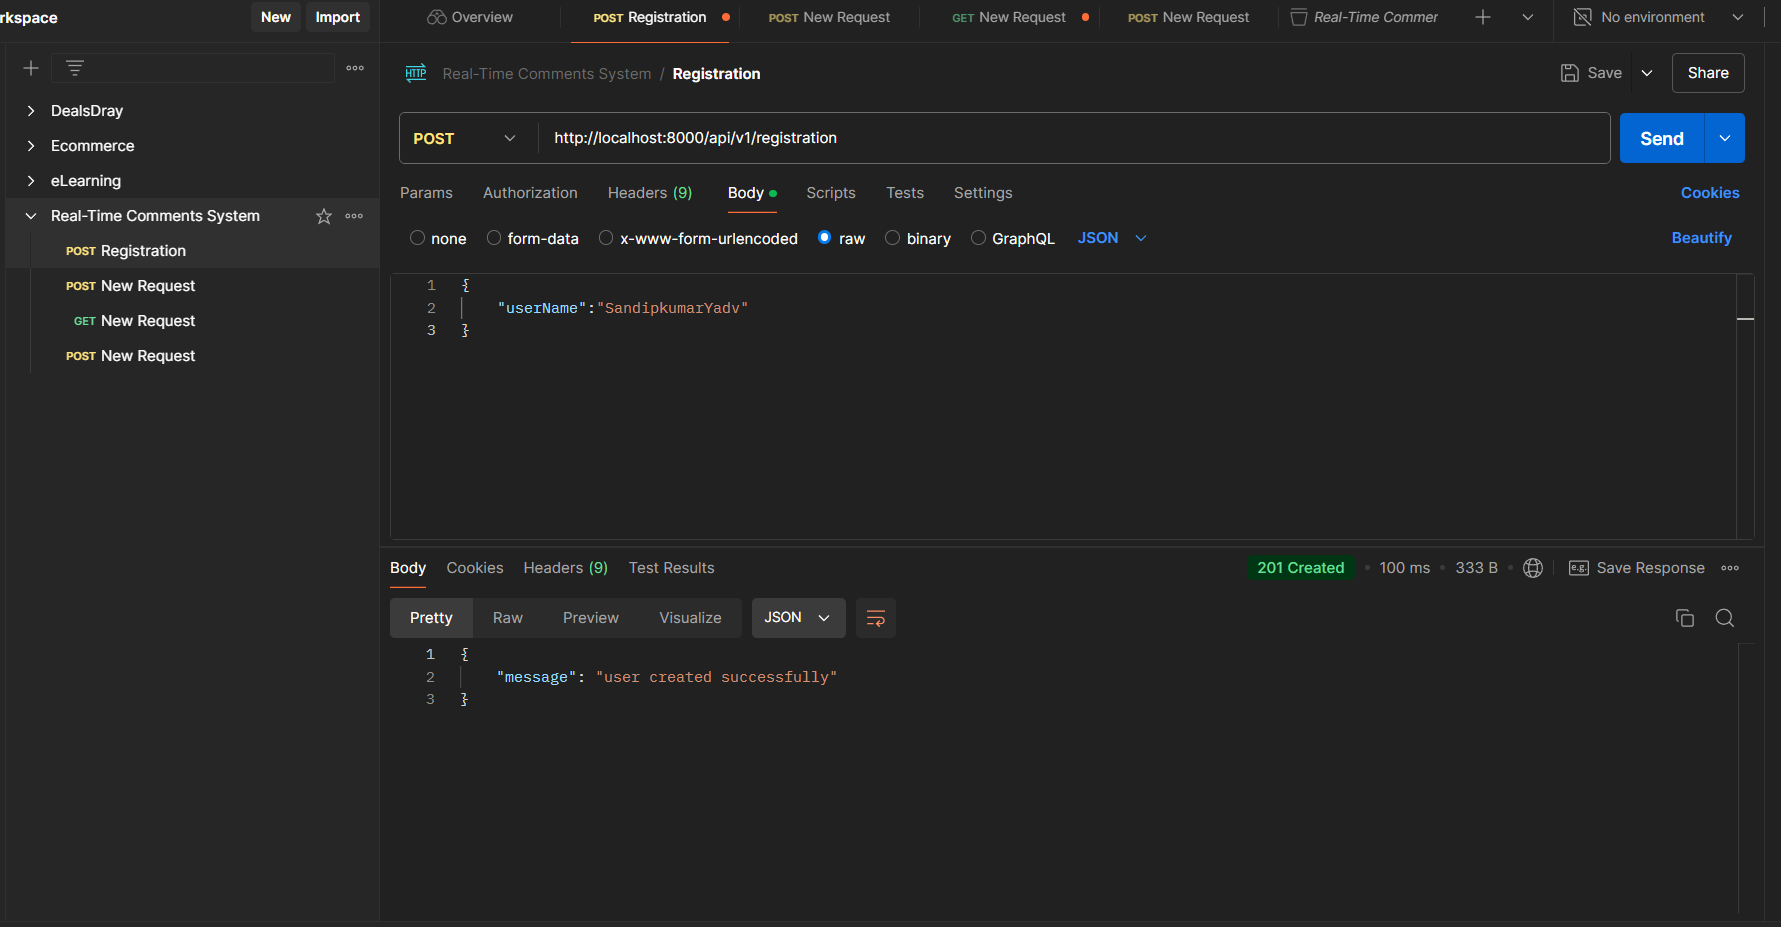 rkspace
New
Import
Overview
POST Registration
POST New Request
GET New Request
POST New Request
Real-Time Commer
No environment
DealsDray
Ecommerce
eLearning
Real-Time Comments System
POST Registration
POST New Request
GET New Request
POST New Request
HTTP Real-Time Comments System / Registration
Save
Share
POST
http://localhost:8000/api/v1/registration
Send
Params
Authorization
Headers (9)
Body
Scripts
Tests
Settings
Cookies
none
form-data
x-www-form-urlencoded
raw
binary
GraphQL
JSON
Beautify
1 {
2 "userName":"SandipkumarYadv"
3 }
Body
Cookies
Headers (9)
Test Results
201 Created
100 ms
333 B
e.g. Save Response
Pretty
Raw
Preview
Visualize
JSON
1 {
2 "message": "user created successfully"
3 }